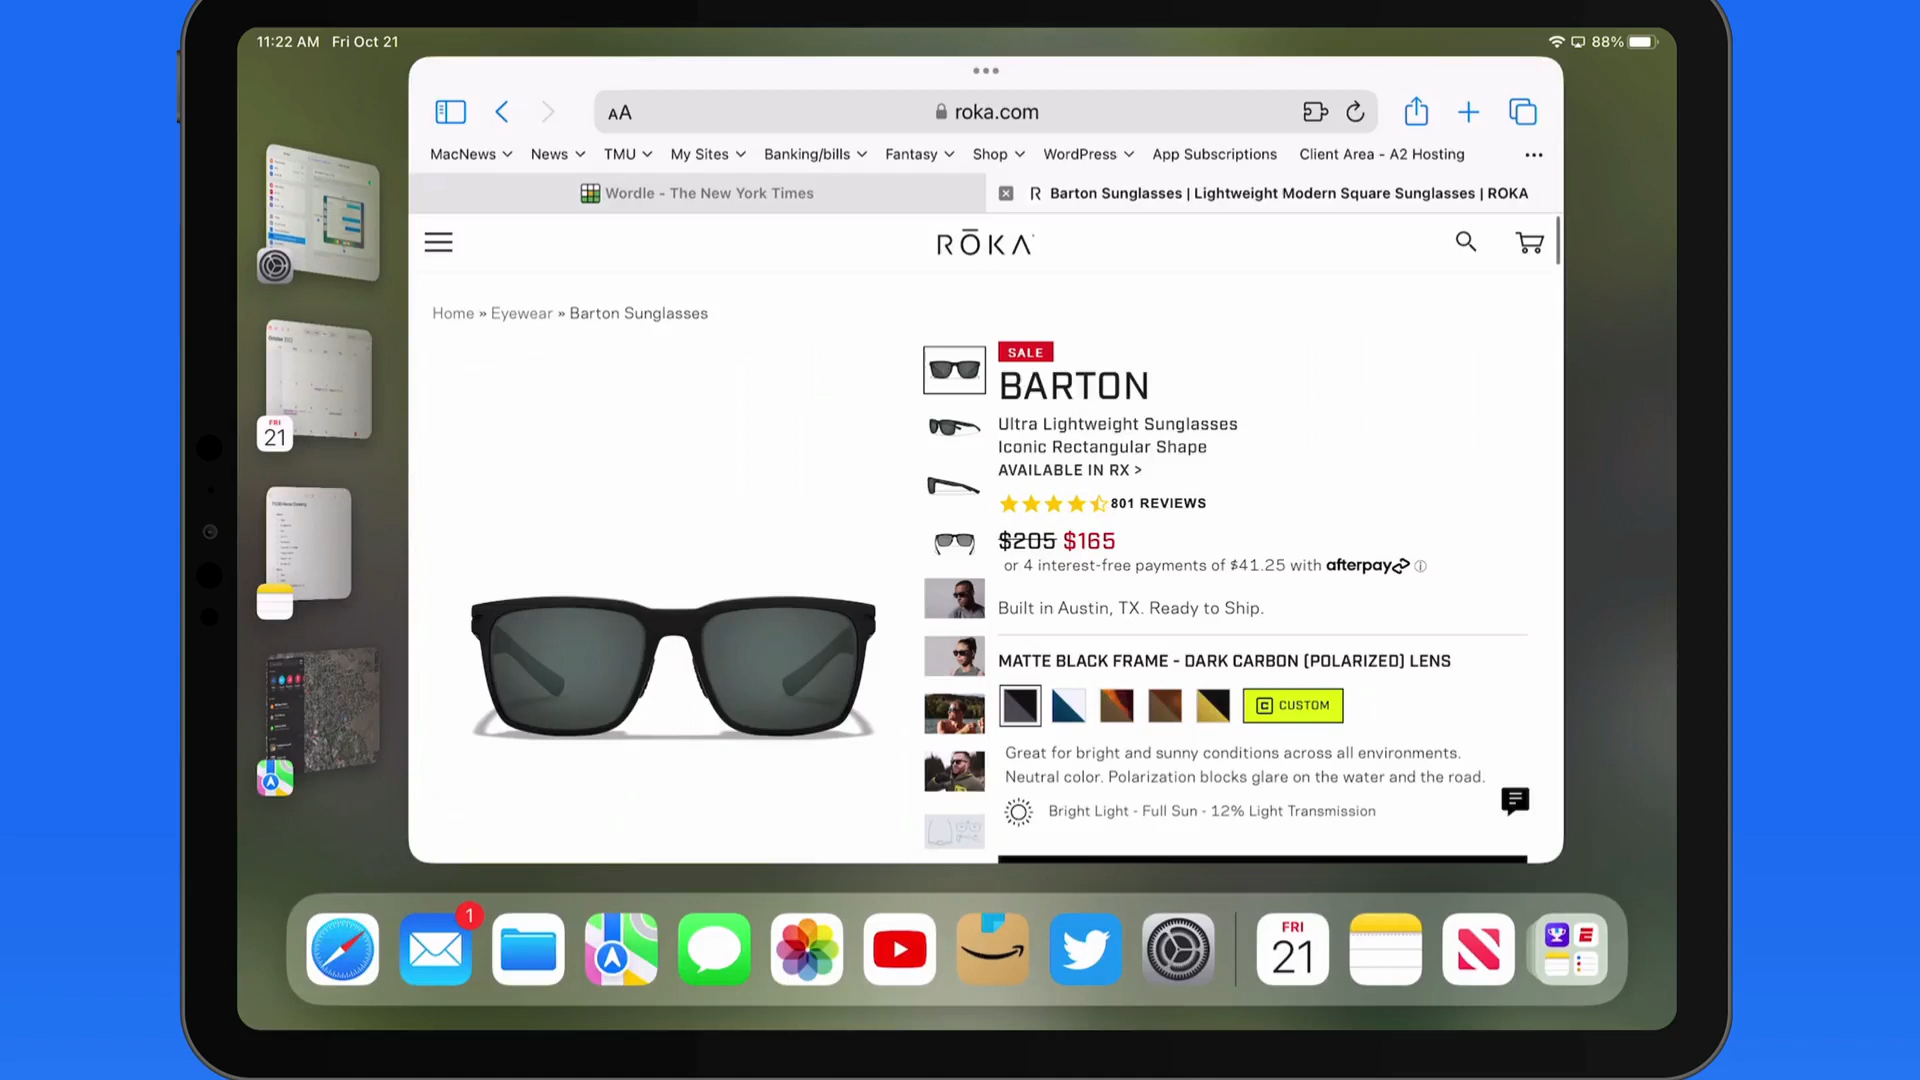 11:22 AM Fri Oct 21
88%
AA
roka.com
MacNews News TMU My Sites Banking/bills Fantasy Shop WordPress App Subscriptions Client Area - A2 Hosting
Wordle - The New York Times
R Barton Sunglasses | Lightweight Modern Square Sunglasses | ROKA
RŌKA
Home » Eyewear » Barton Sunglasses
SALE
BARTON
Ultra Lightweight Sunglasses
Iconic Rectangular Shape
AVAILABLE IN RX >
801 REVIEWS
$205 $165
or 4 interest-free payments of $41.25 with afterpay
Built in Austin, TX. Ready to Ship.
MATTE BLACK FRAME - DARK CARBON (POLARIZED) LENS
C CUSTOM
Great for bright and sunny conditions across all environments.
Neutral color. Polarization blocks glare on the water and the road.
Bright Light - Full Sun - 12% Light Transmission
FRI
21
1
FRI
21